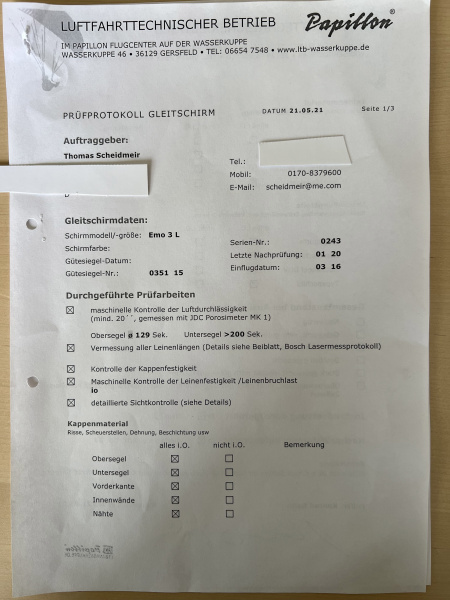 LUFTFAHRTTECHNISCHER BETRIEB
Papillon®
IM PAPILLON FLUGCENTER AUF DER WASSERKUPPE
WASSERKUPPE 46 • 36129 GERSFELD • TEL: 06654 7548 • www.ltb-wasserkuppe.de
PRÜFPROTOKOLL GLEITSCHIRM DATUM 21.05.21 Seite 1/3
Auftraggeber:
Thomas Scheidmeir
Tel.:
Mobil: 0170-8379600
E-Mail: scheidmeir@me.com
D
Gleitschirmdaten:
Schirmmodell/-größe: Emo 3 L
Serien-Nr.: 0243
Schirmfarbe:
Letzte Nachprüfung: 01 20
Gütesiegel-Datum:
Einflugdatum: 03 16
Gütesiegel-Nr.: 0351 15
Durchgeführte Prüfarbeiten
☒ maschinelle Kontrolle der Luftdurchlässigkeit
(mind. 20´´, gemessen mit JDC Porosimeter MK 1)
Obersegel ø 129 Sek. Untersegel >200 Sek.
☒ Vermessung aller Leinenlängen (Details siehe Beiblatt, Bosch Lasermessprotokoll)
☒ Kontrolle der Kappenfestigkeit
☒ Maschinelle Kontrolle der Leinenfestigkeit /Leinenbruchlast
io
☒ detaillierte Sichtkontrolle (siehe Details)
Kappenmaterial
Risse, Scheuerstellen, Dehnung, Beschichtung usw
alles i.O. nicht i.O. Bemerkung
Obersegel ☒ ☐
Untersegel ☒ ☐
Vorderkante ☒ ☐
Innenwände ☒ ☐
Nähte ☒ ☐